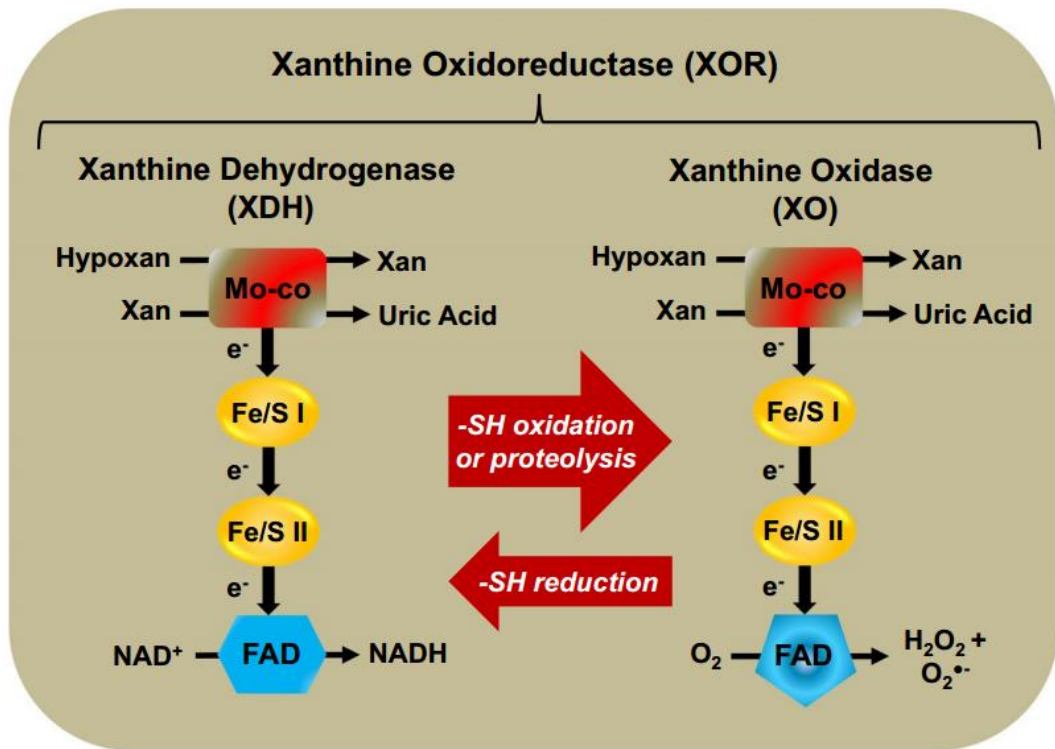 Xanthine Oxidoreductase (XOR)
Xanthine Dehydrogenase
(XDH)
Hypoxan
Mo-co
Xan
Xan
Uric Acid
e⁻
Fe/S I
e⁻
Fe/S II
e⁻
NAD⁺
FAD
NADH
-SH oxidation
or proteolysis
-SH reduction
Xanthine Oxidase
(XO)
Hypoxan
Mo-co
Xan
Xan
Uric Acid
e⁻
Fe/S I
e⁻
Fe/S II
e⁻
O₂
FAD
H₂O₂ +
O₂•⁻